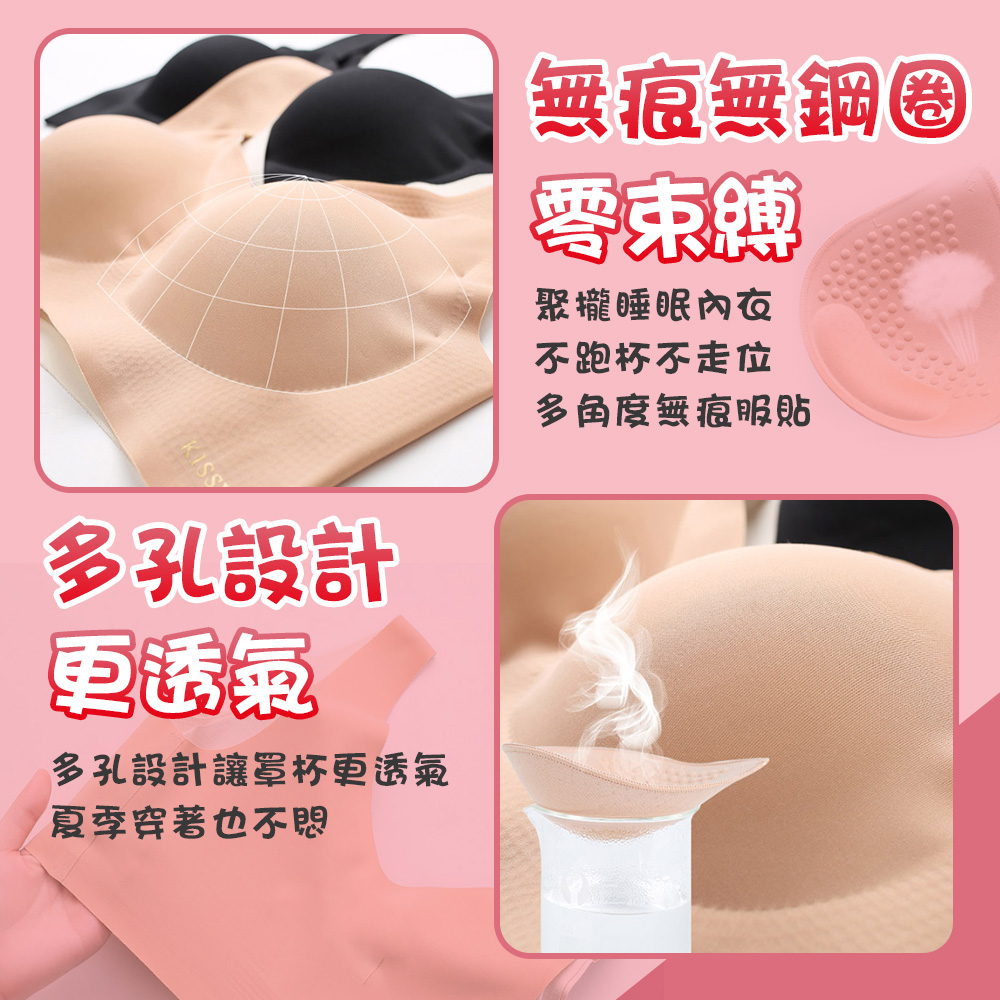 無痕無鋼圈
零束縛
聚攏睡眠內衣
不跑杯不走位
多角度無痕服貼
KISS
多孔設計
更透氣
多孔設計讓罩杯更透氣
夏季穿著也不悶